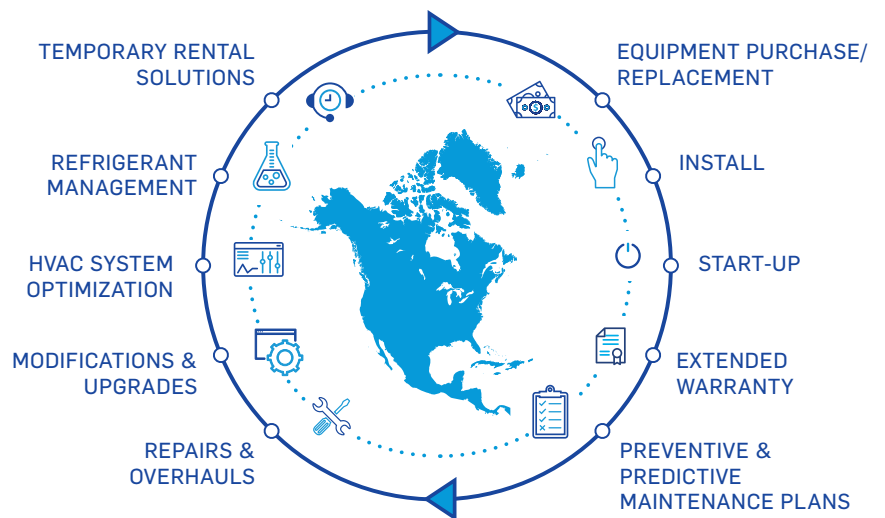 TEMPORARY RENTAL
SOLUTIONS
EQUIPMENT PURCHASE/
REPLACEMENT
REFRIGERANT
MANAGEMENT
INSTALL
HVAC SYSTEM
OPTIMIZATION
START-UP
MODIFICATIONS &
UPGRADES
EXTENDED
WARRANTY
REPAIRS &
OVERHAULS
PREVENTIVE &
PREDICTIVE
MAINTENANCE PLANS